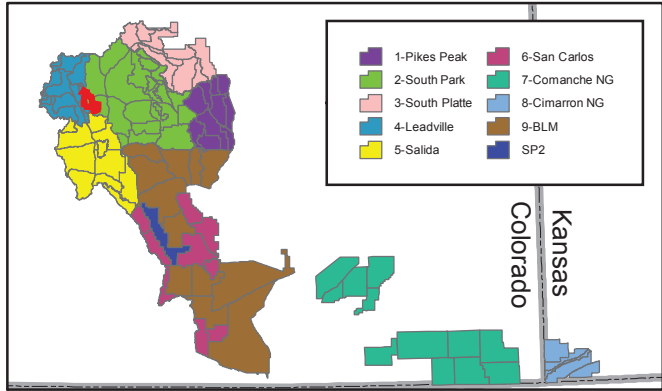 1-Pikes Peak
2-South Park
3-South Platte
4-Leadville
5-Salida
6-San Carlos
7-Comanche NG
8-Cimarron NG
9-BLM
SP2
Colorado
Kansas